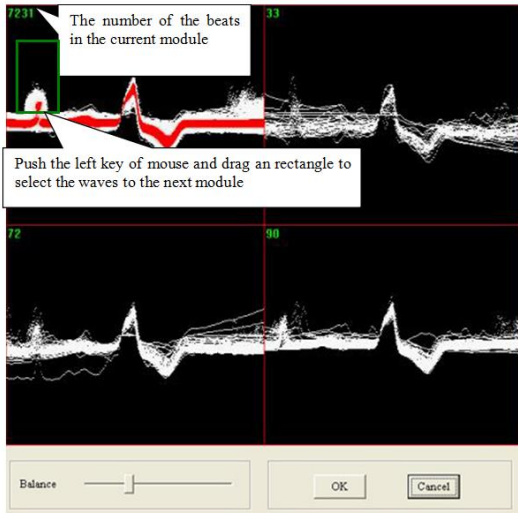 7231
The number of the beats
in the current module
33
Push the left key of mouse and drag an rectangle to
select the waves to the next module
72
90
Balance
OK
Cancel